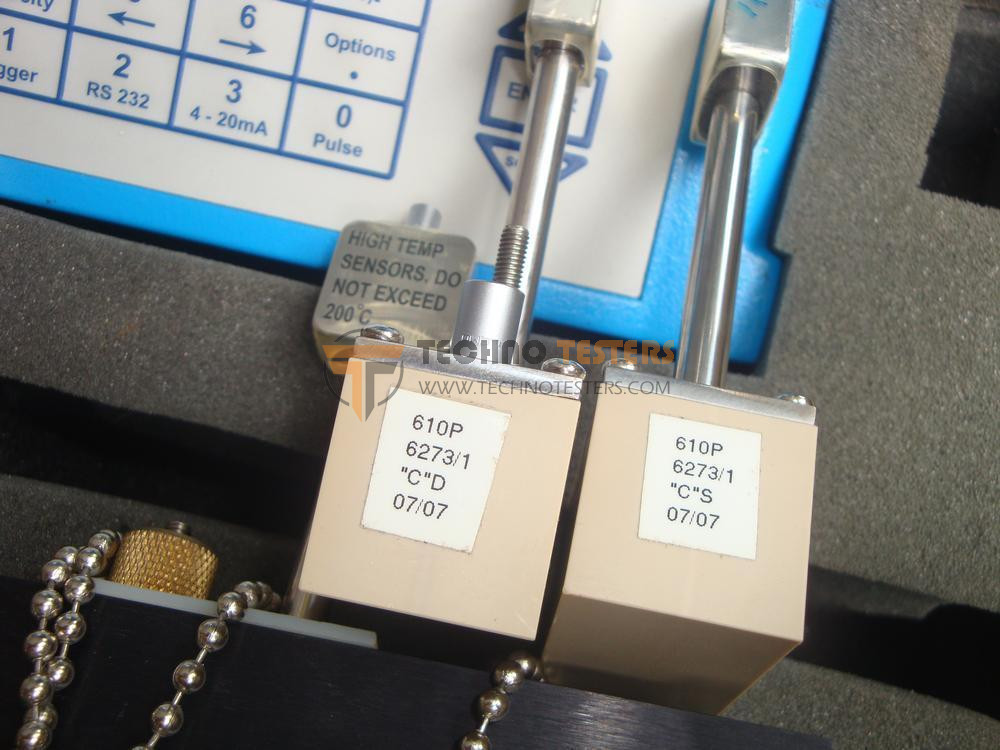 6
Options
1
2
RS 232
3
4 - 20mA
0
Pulse
HIGH TEMP
SENSORS. DO
NOT EXCEED
200°C
TECHNO TESTERS
WWW.TECHNOTESTERS.COM
610P
6273/1
"C"D
07/07
610P
6273/1
"C"S
07/07